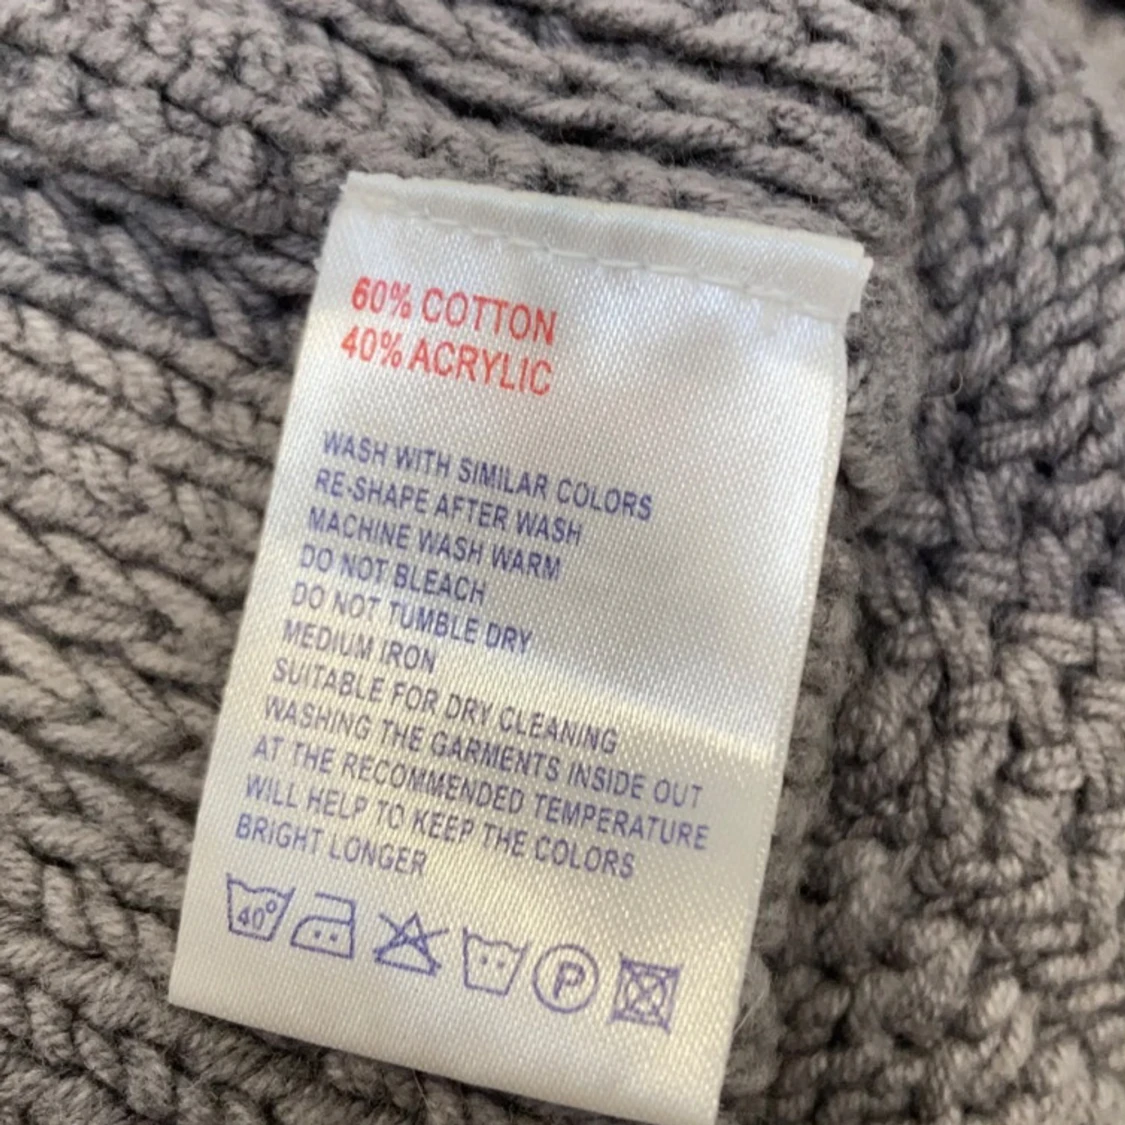 60% COTTON
40% ACRYLIC
WASH WITH SIMILAR COLORS
RE-SHAPE AFTER WASH
MACHINE WASH WARM
DO NOT BLEACH
DO NOT TUMBLE DRY
MEDIUM IRON
SUITABLE FOR DRY CLEANING
WASHING THE GARMENTS INSIDE OUT
AT THE RECOMMENDED TEMPERATURE
WILL HELP TO KEEP THE COLORS
BRIGHT LONGER
40° P